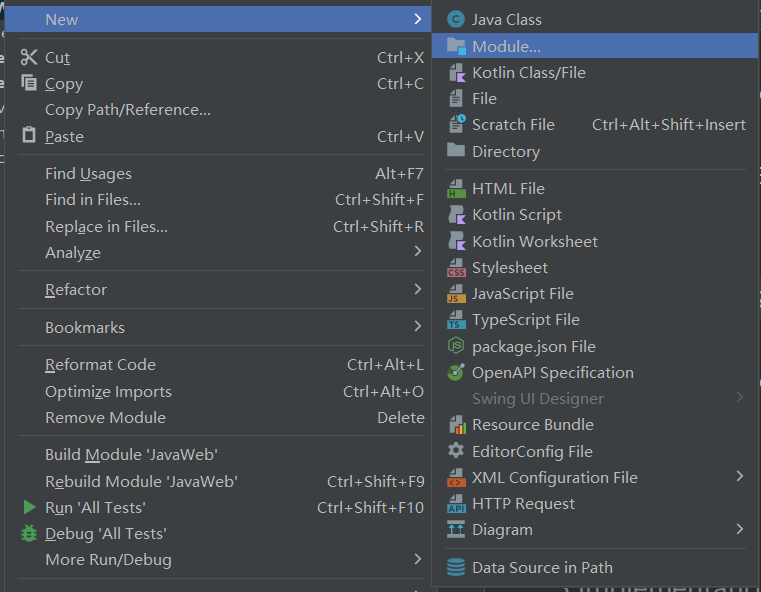 New
Cut Ctrl+X
Copy Ctrl+C
Copy Path/Reference...
Paste Ctrl+V
Find Usages Alt+F7
Find in Files... Ctrl+Shift+F
Replace in Files... Ctrl+Shift+R
Analyze
Refactor
Bookmarks
Reformat Code Ctrl+Alt+L
Optimize Imports Ctrl+Alt+O
Remove Module Delete
Build Module 'JavaWeb'
Rebuild Module 'JavaWeb' Ctrl+Shift+F9
Run 'All Tests' Ctrl+Shift+F10
Debug 'All Tests'
More Run/Debug
Java Class
Module...
Kotlin Class/File
File
Scratch File Ctrl+Alt+Shift+Insert
Directory
HTML File
Kotlin Script
Kotlin Worksheet
Stylesheet
JavaScript File
TypeScript File
package.json File
OpenAPI Specification
Swing UI Designer
Resource Bundle
EditorConfig File
XML Configuration File
HTTP Request
Diagram
Data Source in Path